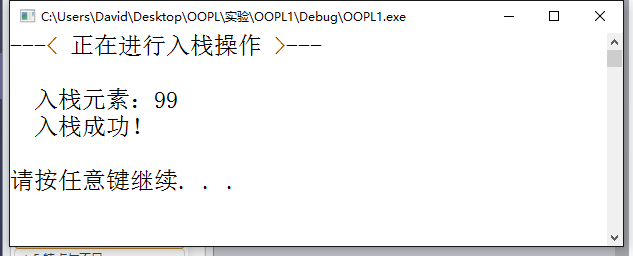 C:\Users\David\Desktop\OOPL\实验\OOPL1\Debug\OOPL1.exe
---< 正在进行入栈操作 >---
入栈元素：99
入栈成功！
请按任意键继续. . .